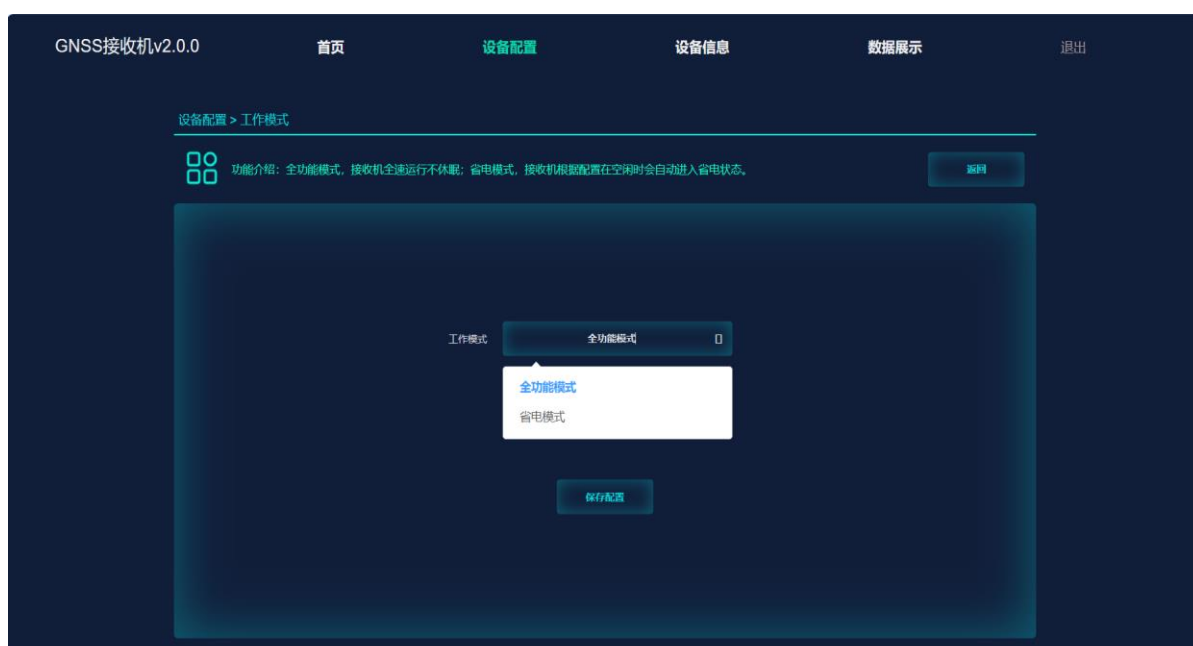 GNSS接收机v2.0.0 首页 设备配置 设备信息 数据展示 退出
设备配置 > 工作模式
功能介绍：全功能模式，接收机全速运行不休眠；省电模式，接收机根据配置在空闲时会自动进入省电状态。 返回
工作模式 全功能模式
全功能模式
省电模式
保存配置